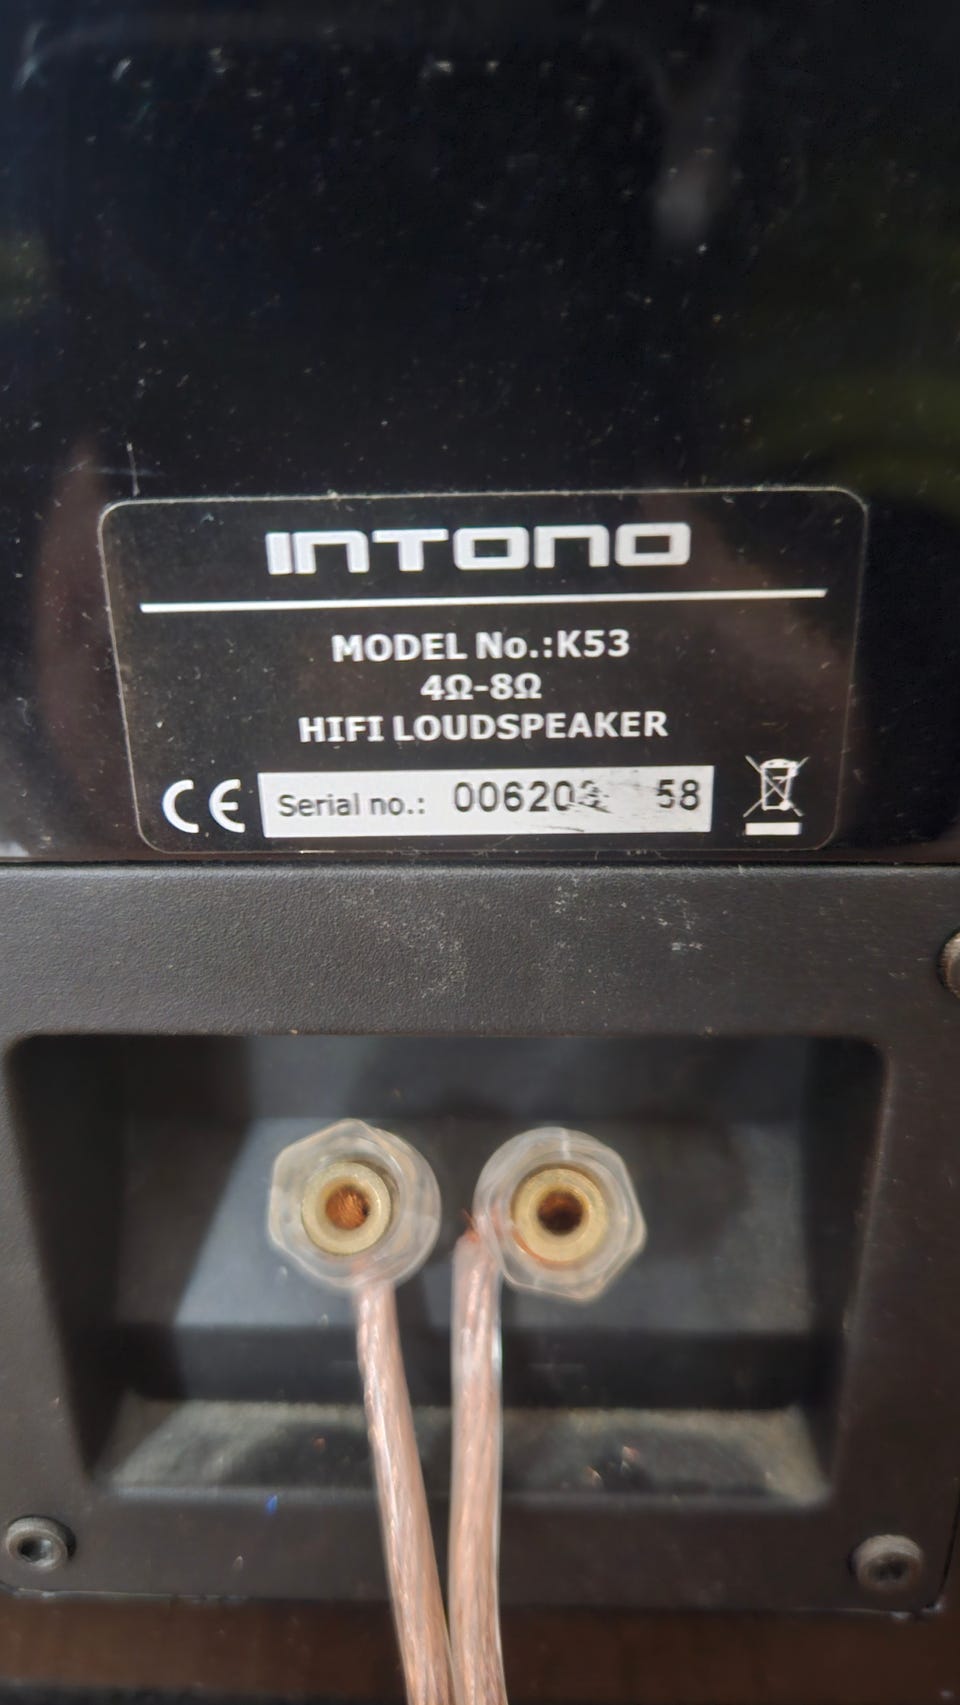 INTONO
MODEL No.:K53
4Ω-8Ω
HIFI LOUDSPEAKER
CE
Serial no.: